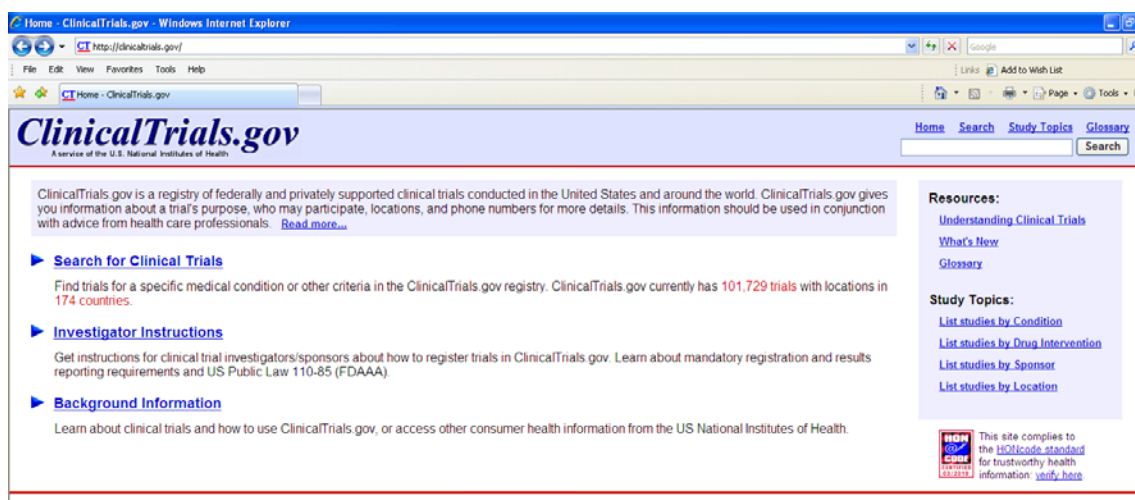 Home - ClinicalTrials.gov - Windows Internet Explorer
CT http://clinicaltrials.gov/
Google
File Edit View Favorites Tools Help
Links Add to Wish List
CT Home - ClinicalTrials.gov
Page Tools
ClinicalTrials.gov
A service of the U.S. National Institutes of Health
Home Search Study Topics Glossary
Search
ClinicalTrials.gov is a registry of federally and privately supported clinical trials conducted in the United States and around the world. ClinicalTrials.gov gives
you information about a trial's purpose, who may participate, locations, and phone numbers for more details. This information should be used in conjunction
with advice from health care professionals. Read more...
Search for Clinical Trials
Find trials for a specific medical condition or other criteria in the ClinicalTrials.gov registry. ClinicalTrials.gov currently has 101,729 trials with locations in
174 countries.
Investigator Instructions
Get instructions for clinical trial investigators/sponsors about how to register trials in ClinicalTrials.gov. Learn about mandatory registration and results
reporting requirements and US Public Law 110-85 (FDAAA).
Background Information
Learn about clinical trials and how to use ClinicalTrials.gov, or access other consumer health information from the US National Institutes of Health.
Resources:
Understanding Clinical Trials
What's New
Glossary
Study Topics:
List studies by Condition
List studies by Drug Intervention
List studies by Sponsor
List studies by Location
HON
@
CODE
CERTIFIED
03/2010
This site complies to
the HONcode standard
for trustworthy health
information: verify here.